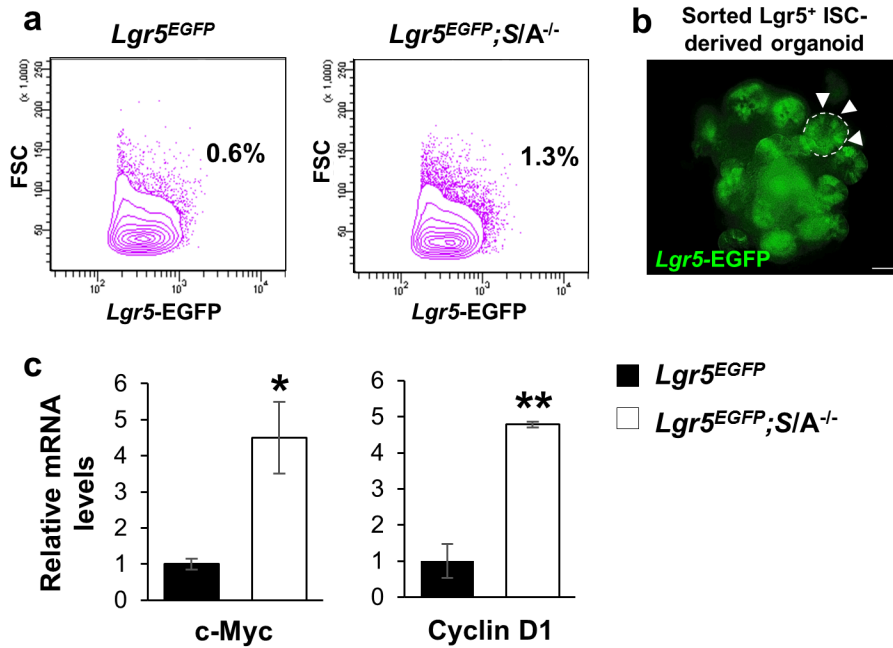 a
Lgr5EGFP
Lgr5EGFP;S/A-/-
(x 1,000)
250
200
150
100
50
FSC
0.6%
10² 10³ 10⁴
Lgr5-EGFP
(x 1,000)
250
200
150
100
50
FSC
1.3%
10² 10³ 10⁴
Lgr5-EGFP
b
Sorted Lgr5⁺ ISC-
derived organoid
Lgr5-EGFP
c
Relative mRNA
levels
6
5
4
3
2
1
0
*
c-Myc
6
5
4
3
2
1
0
**
Cyclin D1
Lgr5EGFP
Lgr5EGFP;S/A-/-